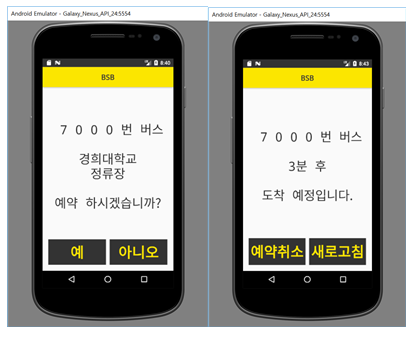 Android Emulator - Galaxy_Nexus_API_24:5554
8:40
BSB
7 0 0 0 번 버스
경희대학교
정류장
예약 하시겠습니까?
예 아니오
Android Emulator - Galaxy_Nexus_API_24:5554
8:43
BSB
7 0 0 0 번 버스
3분 후
도착 예정입니다.
예약취소 새로고침